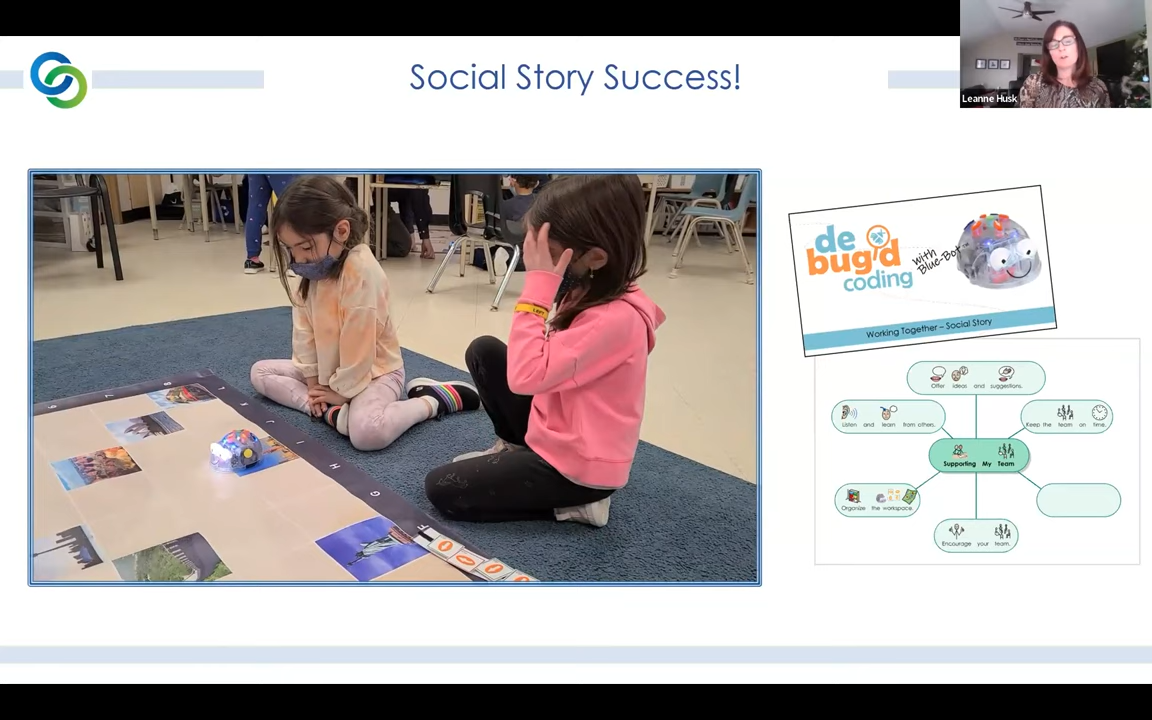 Social Story Success!
Leanne Husk
de
bug'd
coding
with
Blue-Bot™
Working Together – Social Story
Offer ideas and suggestions.
Listen and learn from others.
Keep the team on time.
Supporting My Team
Organize the workspace.
Encourage your team.
H
G
F